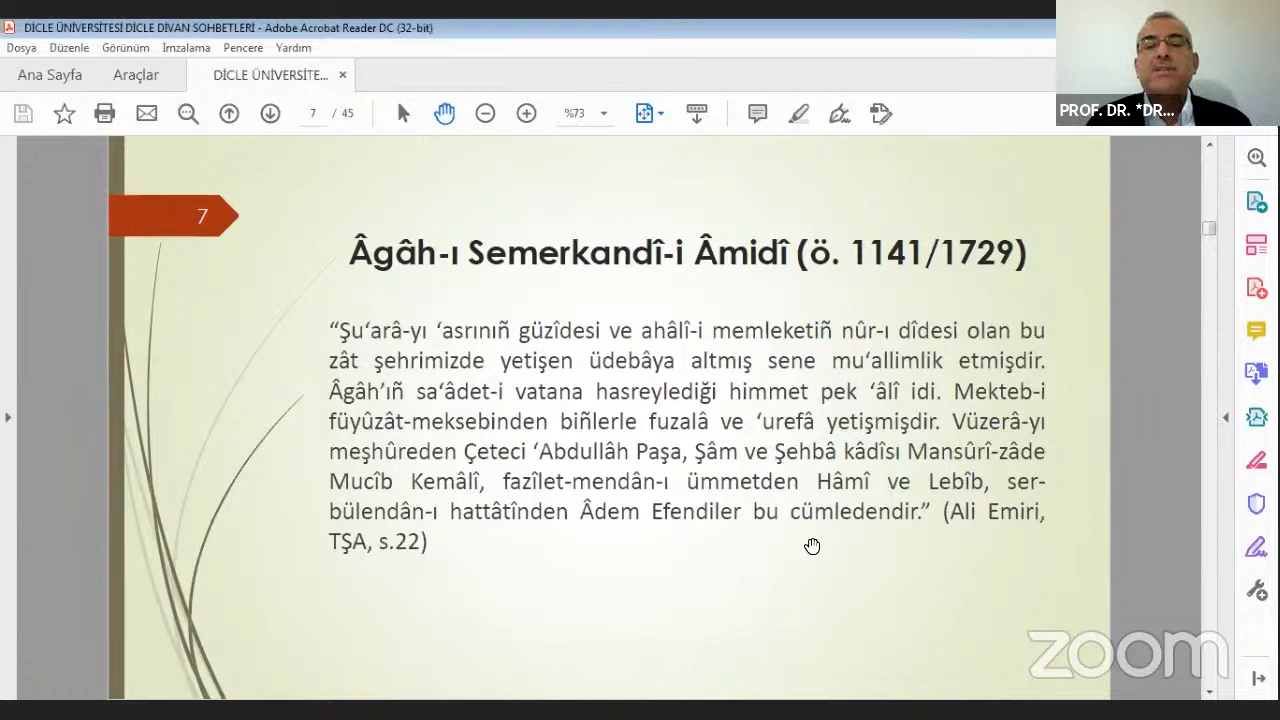 DİCLE ÜNİVERSİTESİ DİCLE DİVAN SOHBETLERİ - Adobe Acrobat Reader DC (32-bit)
Dosya Düzenle Görünüm İmzalama Pencere Yardım
Ana Sayfa Araçlar DİCLE ÜNİVERSİTE... ×
7 / 45 %73
PROF. DR. *DR...
7
Âgâh-ı Semerkandî-i Âmidî (ö. 1141/1729)
“Şu‘arâ-yı ‘asrınıñ güzîdesi ve ahâlî-i memleketiñ nûr-ı dîdesi olan bu
zât şehrimizde yetişen üdebâya altmış sene mu‘allimlik etmişdir.
Âgâh’ıñ sa‘âdet-i vatana hasreylediği himmet pek ‘âlî idi. Mekteb-i
füyûzât-meksebinden biñlerle fuzalâ ve ‘urefâ yetişmişdir. Vüzerâ-yı
meşhûreden Çeteci ‘Abdullâh Paşa, Şâm ve Şehbâ kâdîsı Mansûrî-zâde
Mucîb Kemâlî, fazîlet-mendân-ı ümmetden Hâmî ve Lebîb, ser-
bülendân-ı hattâtînden Âdem Efendiler bu cümledendir.” (Ali Emiri,
TŞA, s.22)
zoom